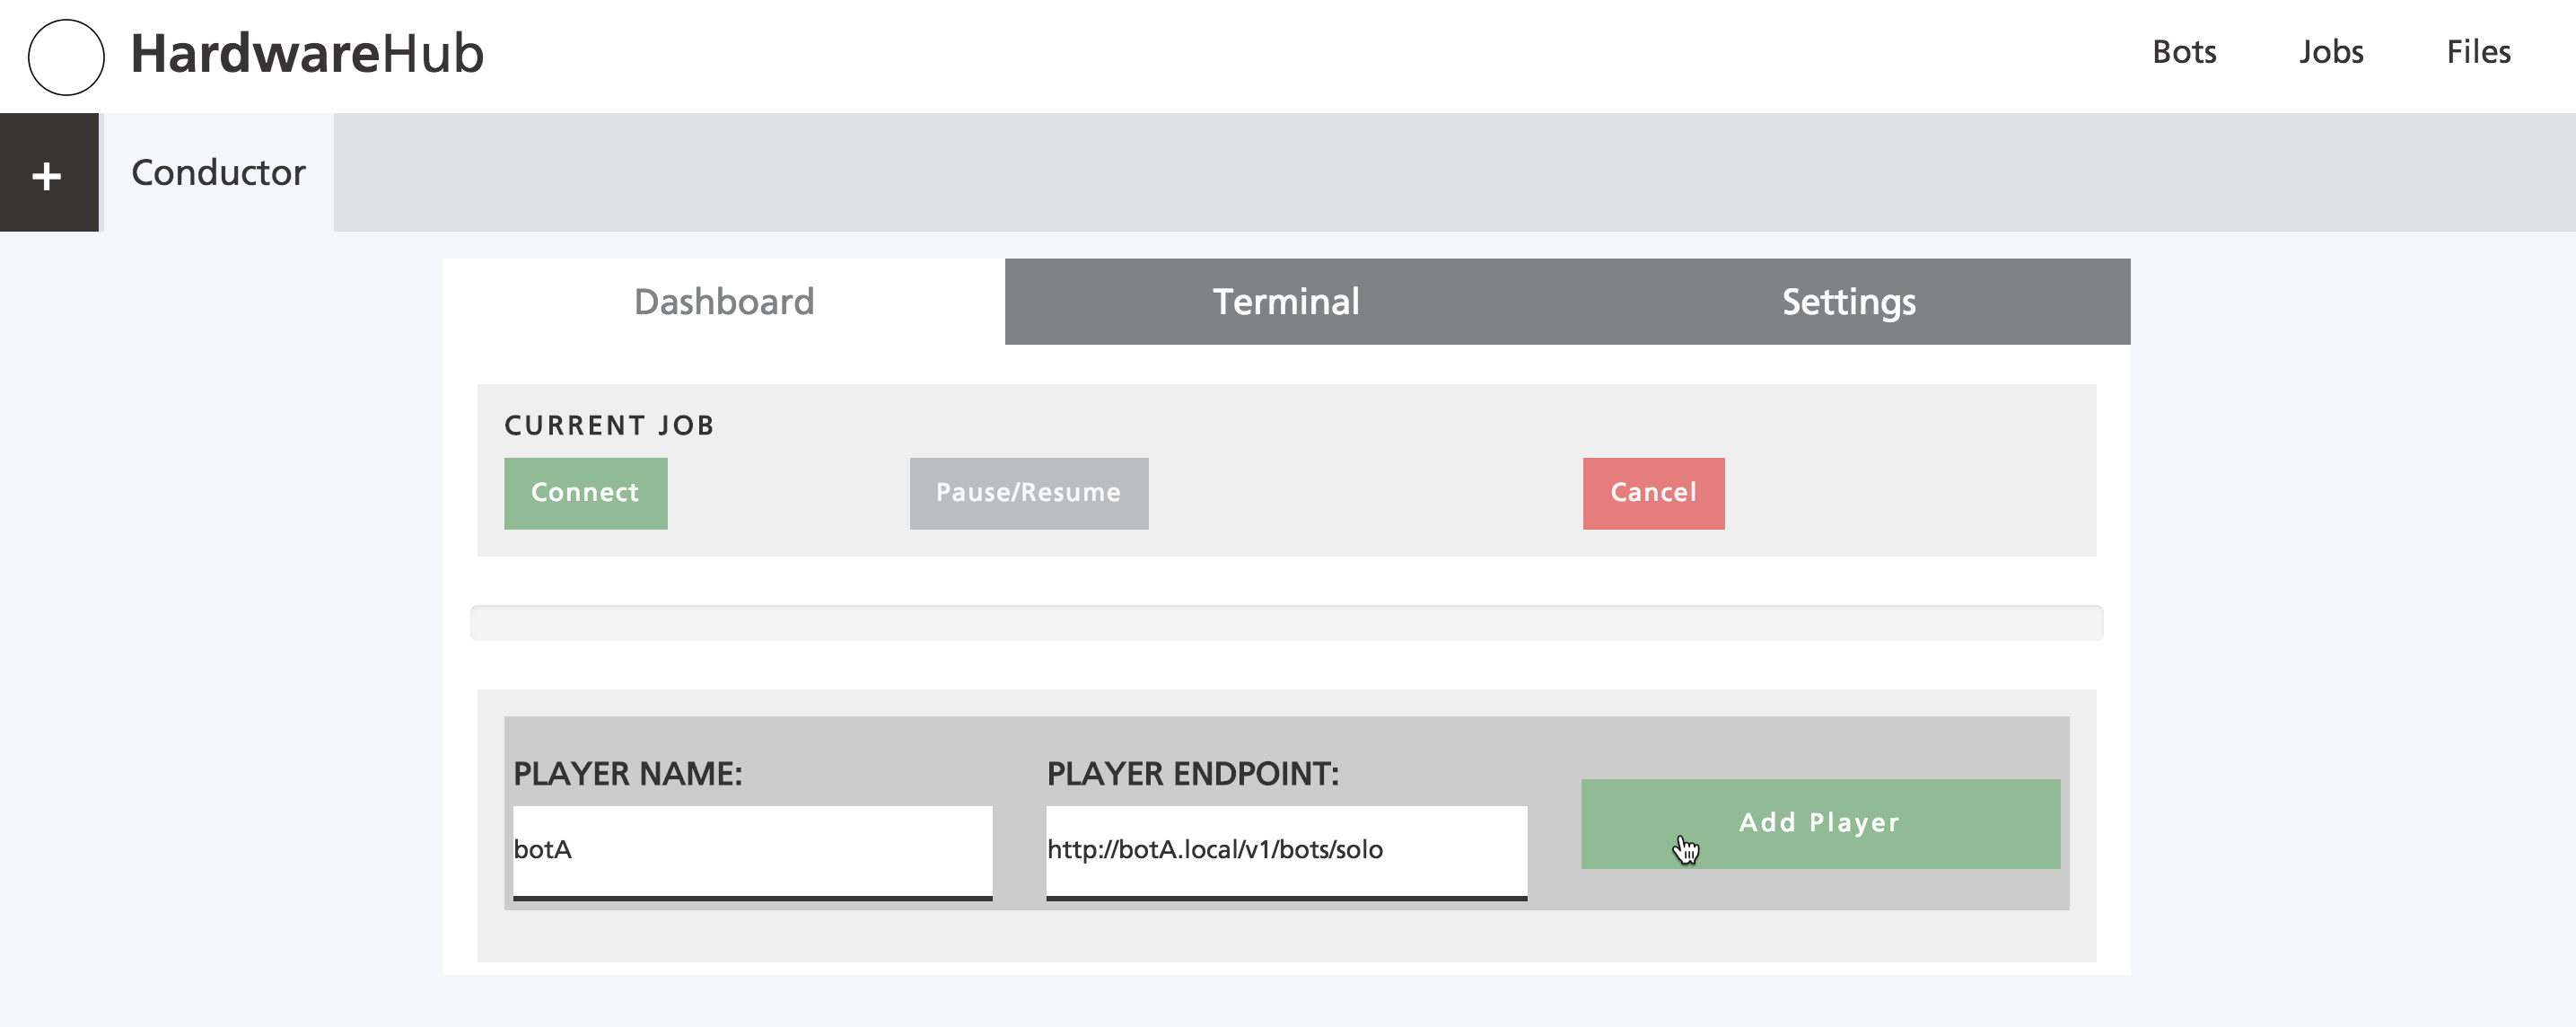 HardwareHub Bots Jobs Files
+ Conductor
Dashboard Terminal Settings
CURRENT JOB
Connect Pause/Resume Cancel
PLAYER NAME: PLAYER ENDPOINT:
botA http://botA.local/v1/bots/solo Add Player